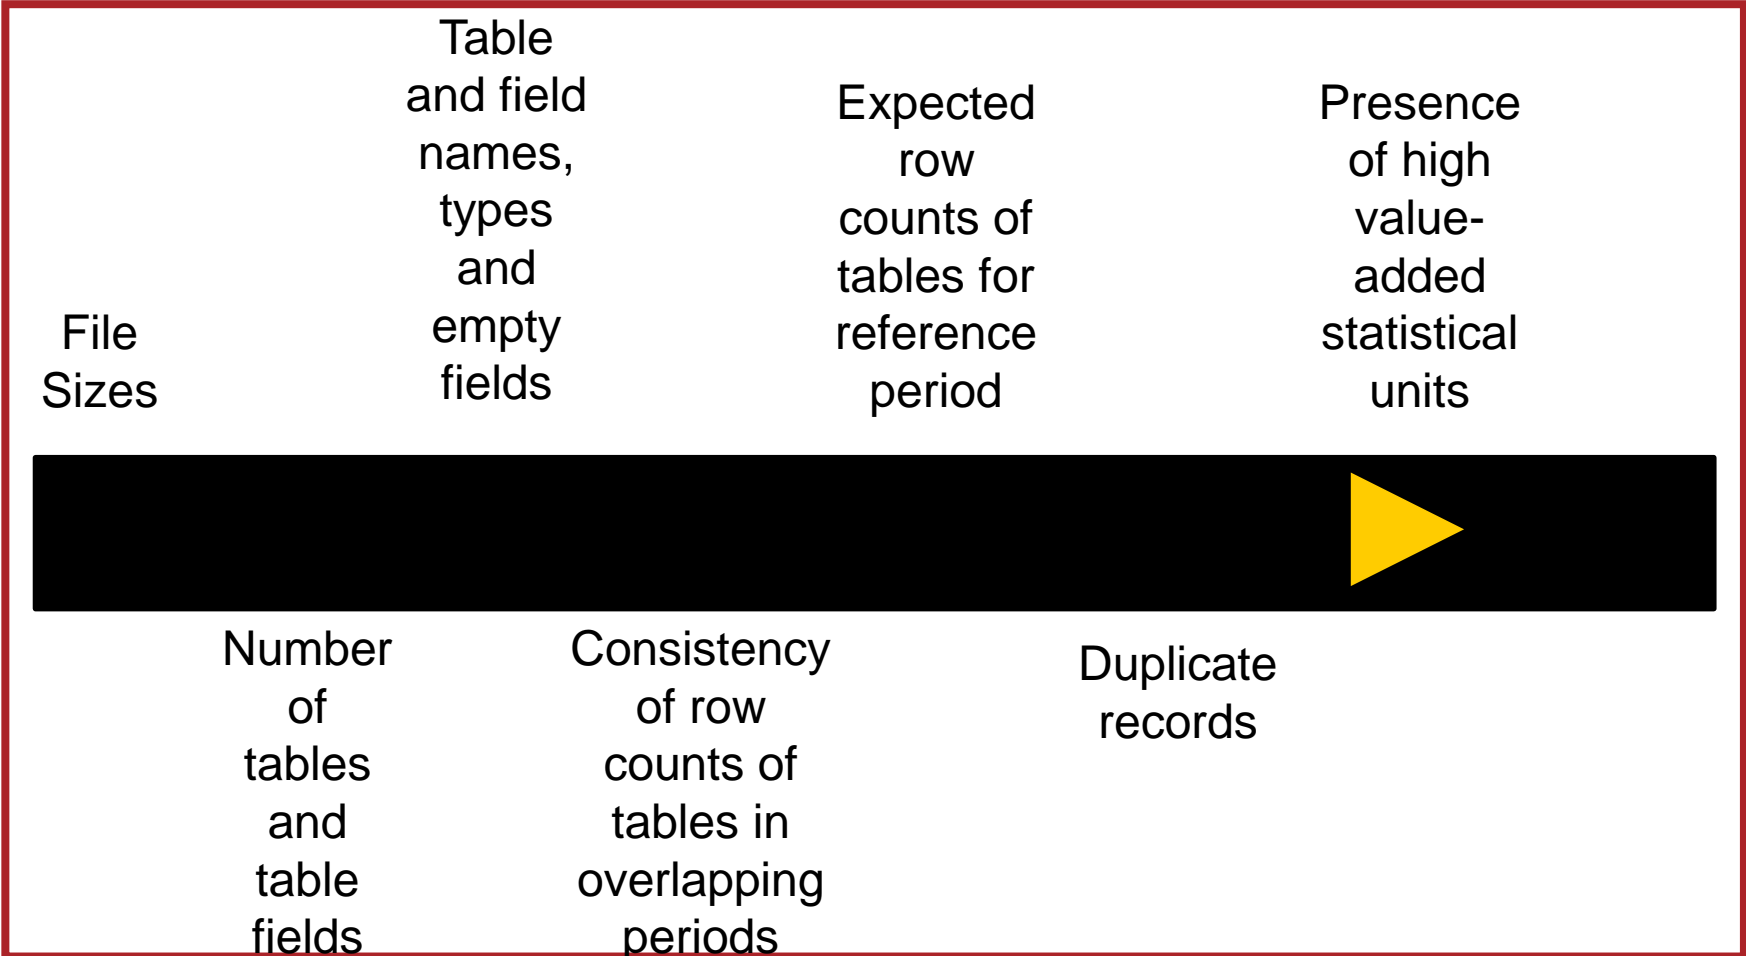 File
Sizes
Number
of
tables
and
table
fields
Table
and field
names,
types
and
empty
fields
Consistency
of row
counts of
tables in
overlapping
periods
Expected
row
counts of
tables for
reference
period
Duplicate
records
Presence
of high
value-
added
statistical
units